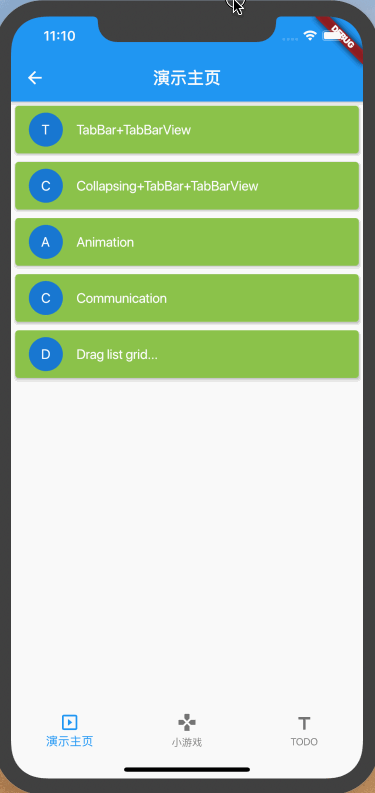 11:10
DEBUG
演示主页
T TabBar+TabBarView
C Collapsing+TabBar+TabBarView
A Animation
C Communication
D Drag list grid...
演示主页 小游戏 TODO